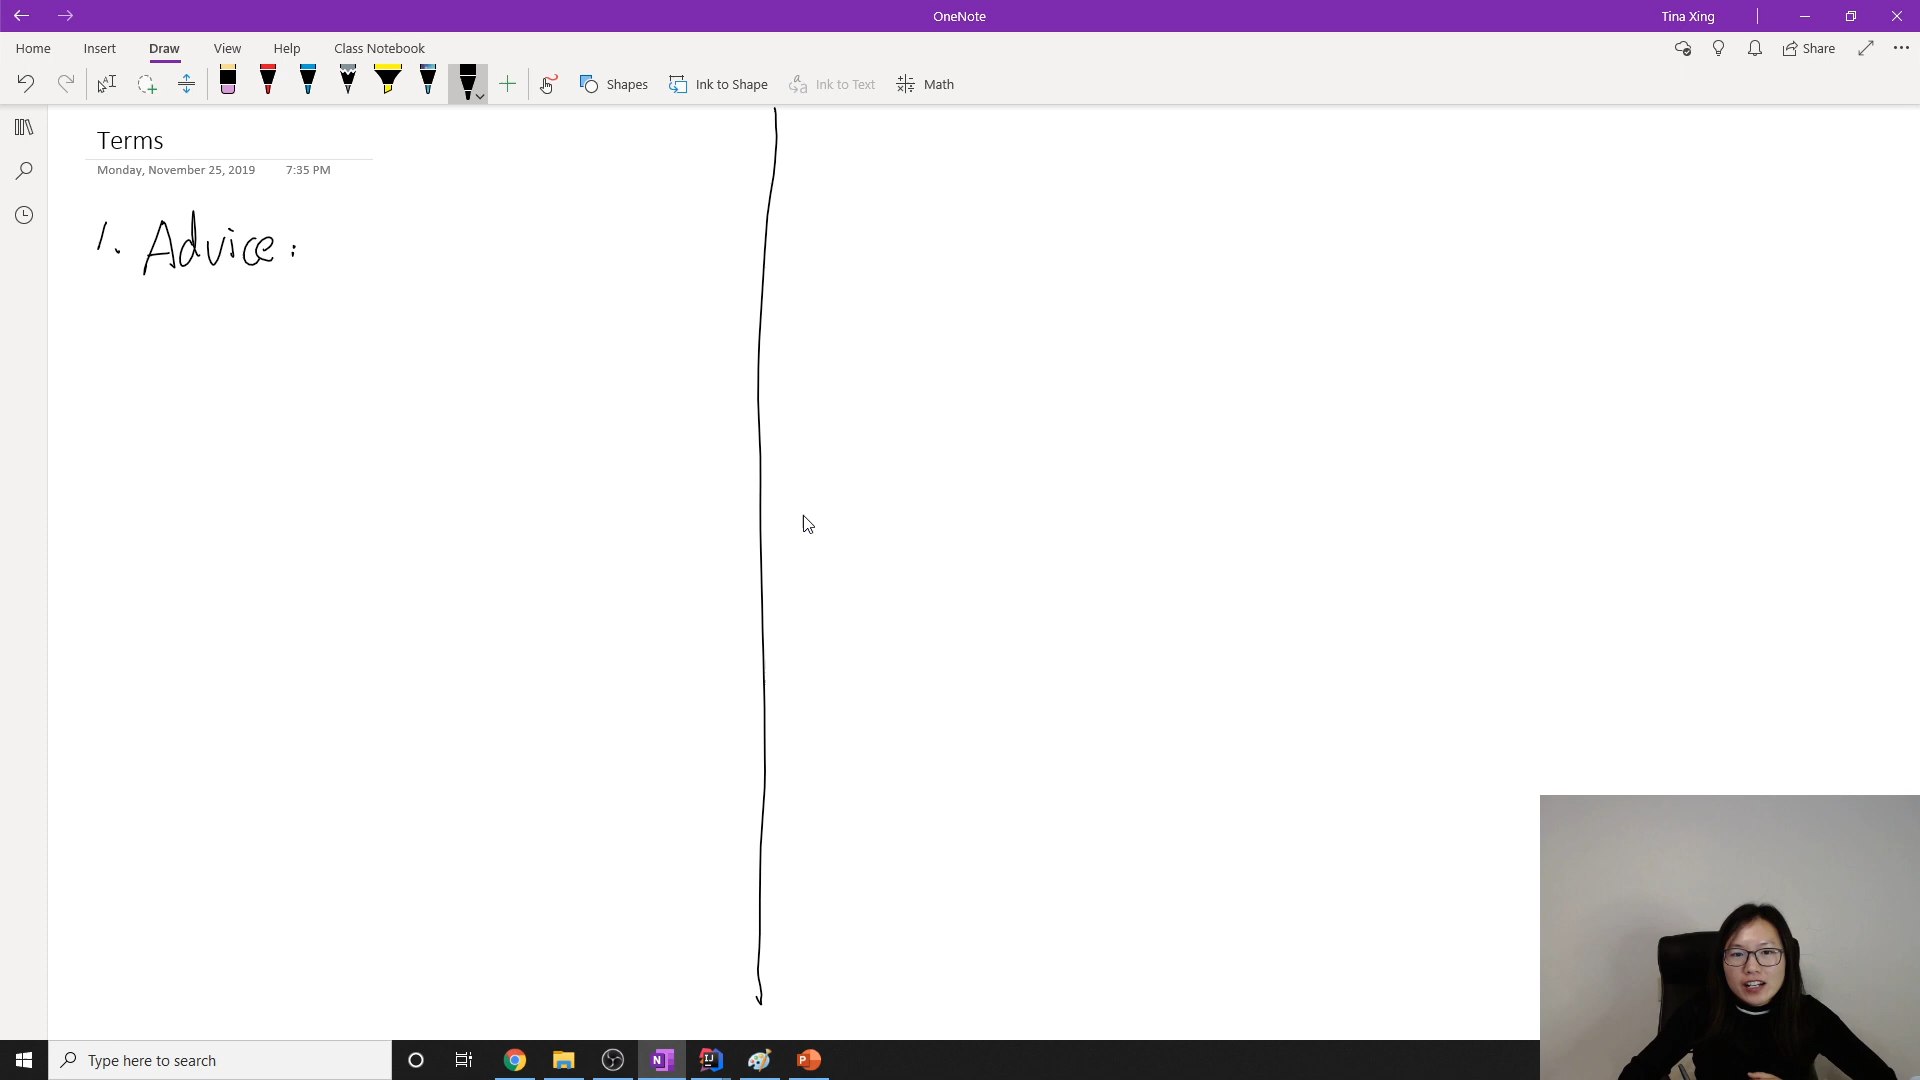 OneNote
Tina Xing
Home Insert Draw View Help Class Notebook
Share
Shapes Ink to Shape Ink to Text Math
Terms
Monday, November 25, 2019 7:35 PM
1. Advice:
Type here to search